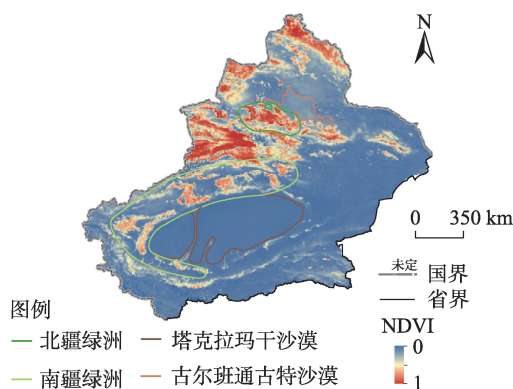 N
0 350 km
未定 国界
省界
图例
北疆绿洲
塔克拉玛干沙漠
南疆绿洲
古尔班通古特沙漠
NDVI
0
1